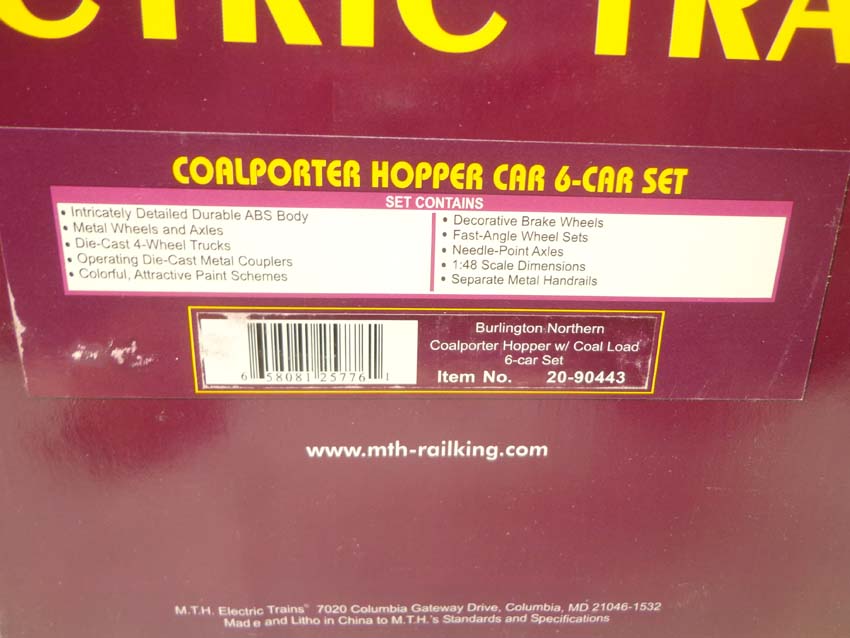 CTRIC TRA
COALPORTER HOPPER CAR 6-CAR SET
SET CONTAINS
• Intricately Detailed Durable ABS Body
• Metal Wheels and Axles
• Die-Cast 4-Wheel Trucks
• Operating Die-Cast Metal Couplers
• Colorful, Attractive Paint Schemes
• Decorative Brake Wheels
• Fast-Angle Wheel Sets
• Needle-Point Axles
• 1:48 Scale Dimensions
• Separate Metal Handrails
6 58081 25776 1
Burlington Northern
Coalporter Hopper w/ Coal Load
6-car Set
Item No. 20-90443
www.mth-railking.com
M.T.H. Electric Trains® 7020 Columbia Gateway Drive, Columbia, MD 21046-1532
Mad e and Litho in China to M.T.H.'s Standards and Specifications